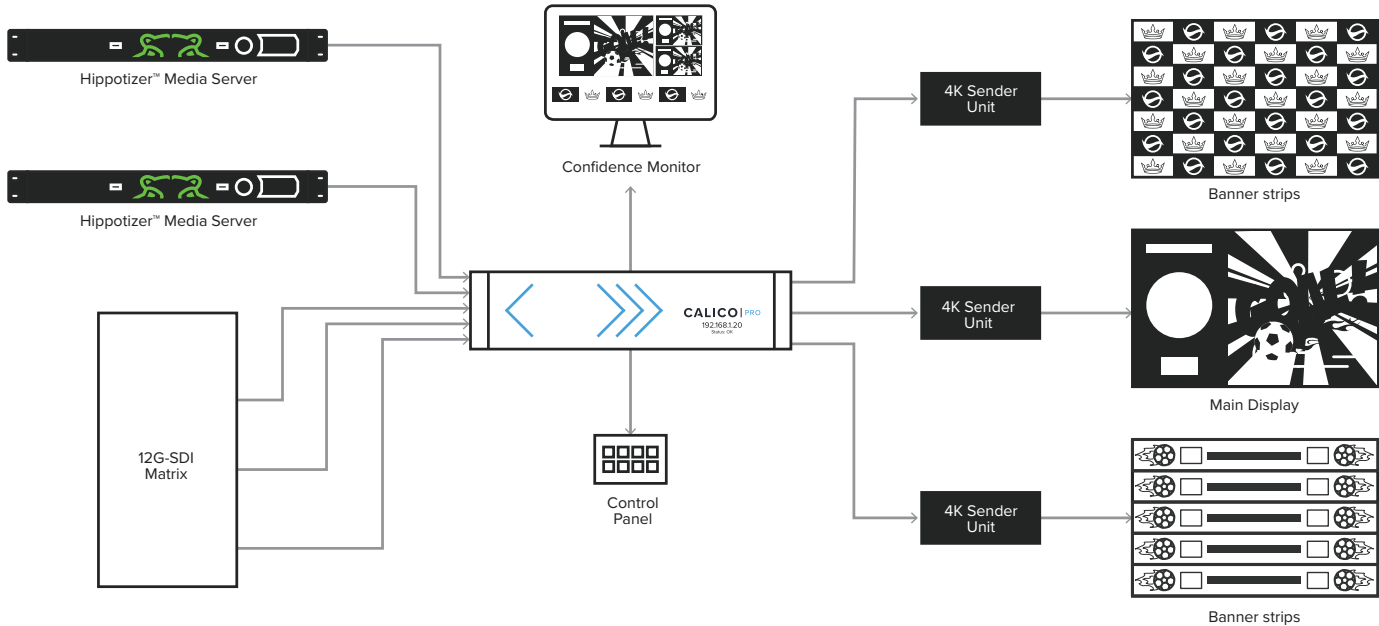 Hippotizer™ Media Server
Hippotizer™ Media Server
12G-SDI
Matrix
Confidence Monitor
CALICO|PRO
192.168.1.20
Status: OK
Control
Panel
4K Sender
Unit
4K Sender
Unit
4K Sender
Unit
Banner strips
Main Display
Banner strips